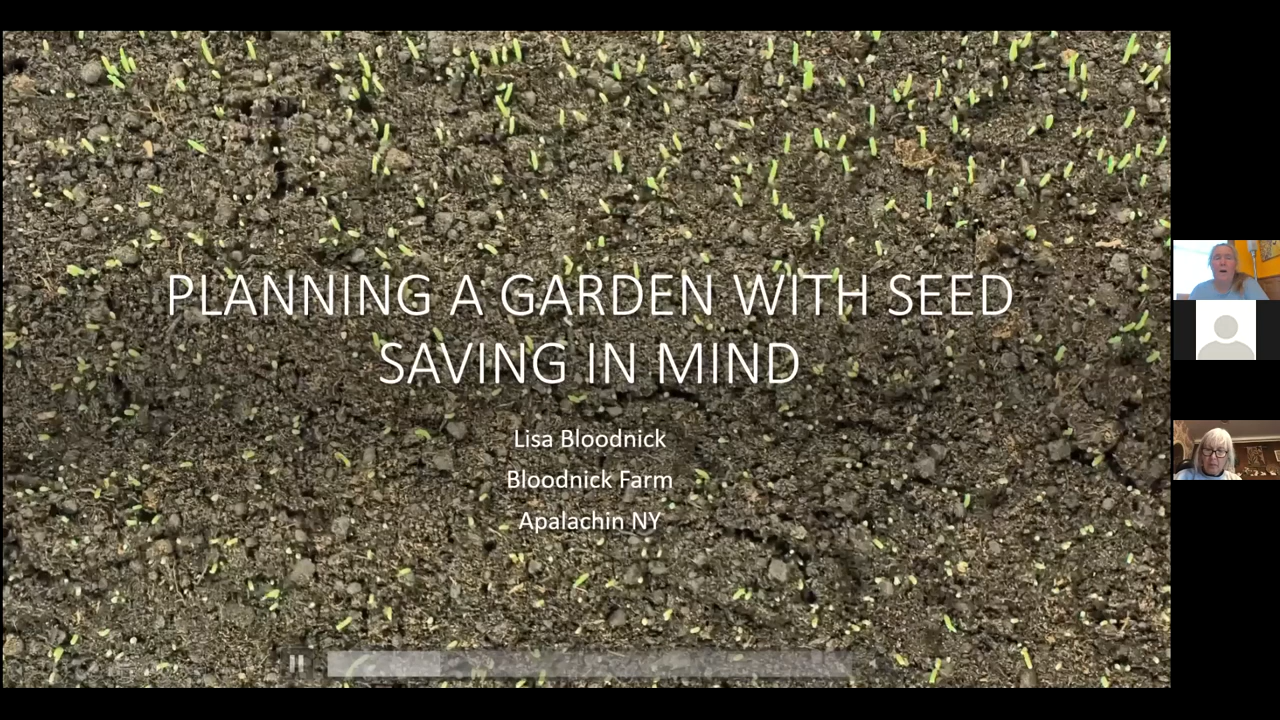 PLANNING A GARDEN WITH SEED
SAVING IN MIND
Lisa Bloodnick
Bloodnick Farm
Apalachin NY